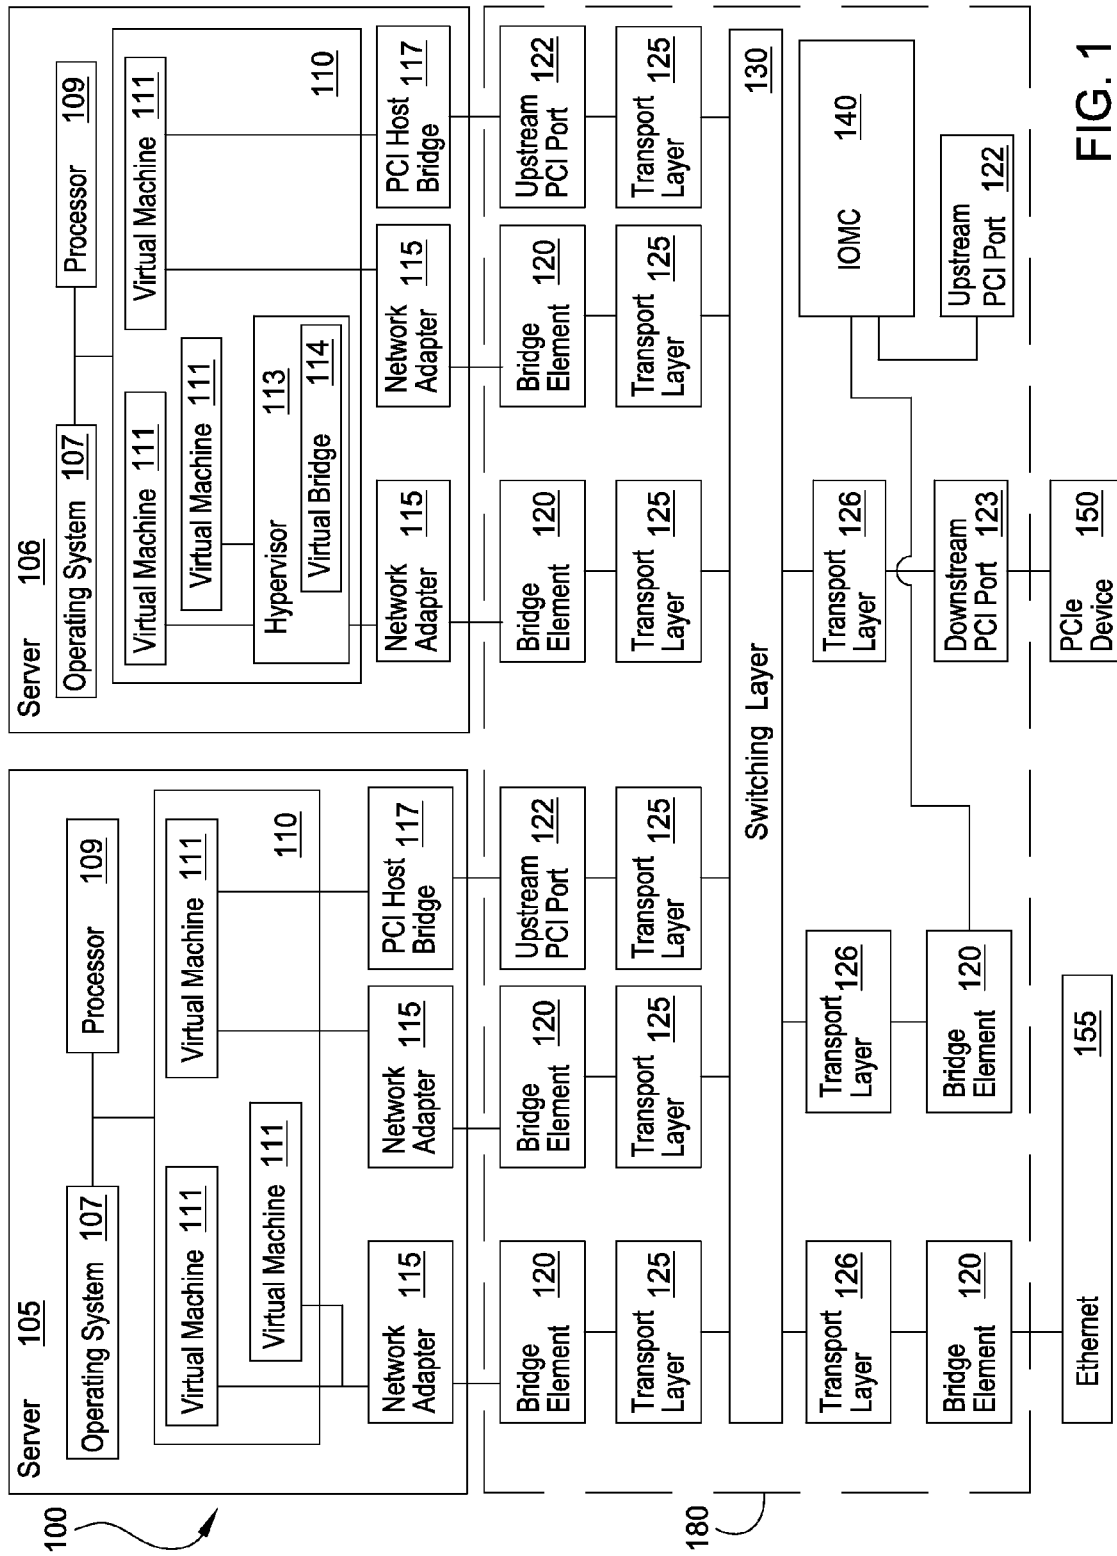 100
Server 105
Operating System 107
Processor 109
Virtual Machine 111
Virtual Machine 111
Virtual Machine 111
110
Network
Adapter 115
Network
Adapter 115
PCI Host
Bridge 117
Server 106
Operating System 107
Processor 109
Virtual Machine 111
Virtual Machine 111
Virtual Machine 111
Hypervisor 113
Virtual Bridge 114
110
Network
Adapter 115
Network
Adapter 115
PCI Host
Bridge 117
180
Bridge
Element 120
Bridge
Element 120
Upstream
PCI Port 122
Bridge
Element 120
Bridge
Element 120
Upstream
PCI Port 122
Transport
Layer 125
Transport
Layer 125
Transport
Layer 125
Transport
Layer 125
Transport
Layer 125
Transport
Layer 125
Switching Layer 130
Transport
Layer 126
Transport
Layer 126
Transport
Layer 126
IOMC 140
Bridge
Element 120
Bridge
Element 120
Downstream
PCI Port 123
Upstream
PCI Port 122
Ethernet 155
PCIe
Device 150
FIG. 1